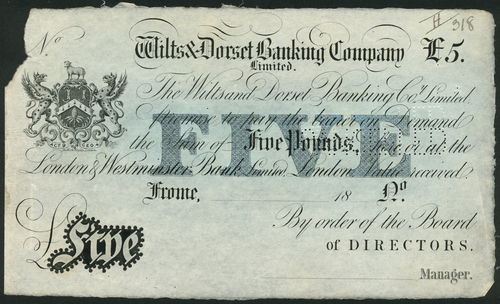 № 318
Wilts & Dorset Banking Company £5.
Limited.
The Wilts and Dorset Banking Coy. Limited
promise to pay the bearer on demand
the Sum of Five Pounds here or at the
London & Westminster Bank Limited London Value received
FIVE
Frome, 18 No
By order of the Board
of DIRECTORS.
£Five
Manager.